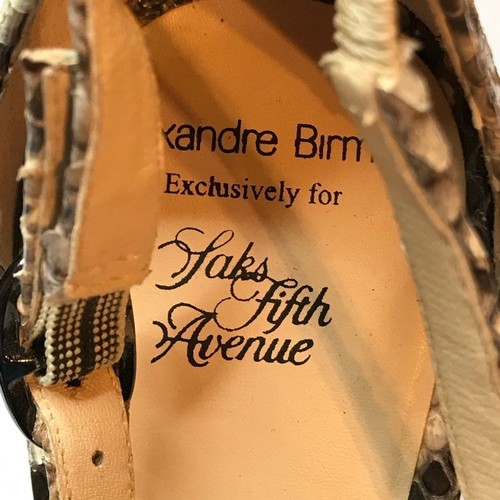 xandre Birm
Exclusively for
Saks
Fifth
Avenue